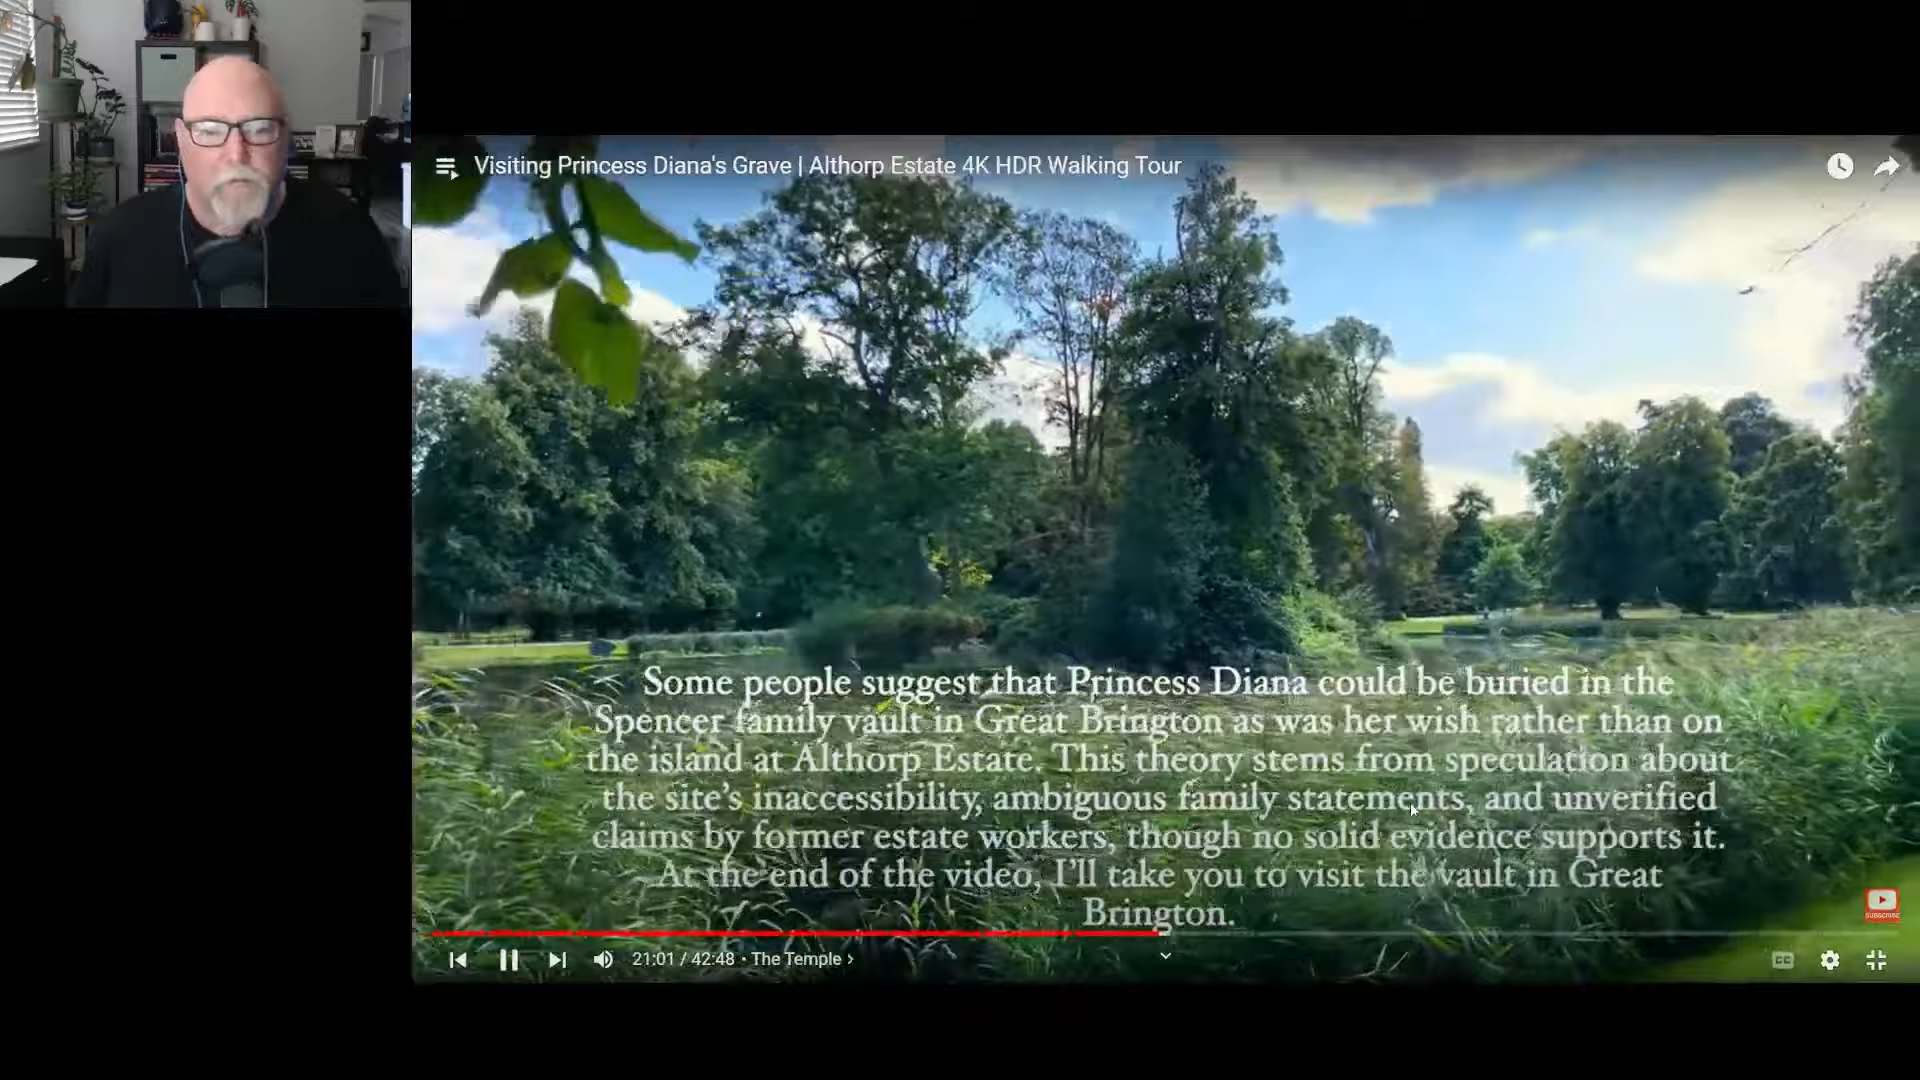 Visiting Princess Diana's Grave | Althorp Estate 4K HDR Walking Tour
Some people suggest that Princess Diana could be buried in the
Spencer family vault in Great Brington as was her wish rather than on
the island at Althorp Estate. This theory stems from speculation about
the site's inaccessibility, ambiguous family statements, and unverified
claims by former estate workers, though no solid evidence supports it.
At the end of the video, I'll take you to visit the vault in Great
Brington.
SUBSCRIBE
21:01 / 42:48 • The Temple ›
CC